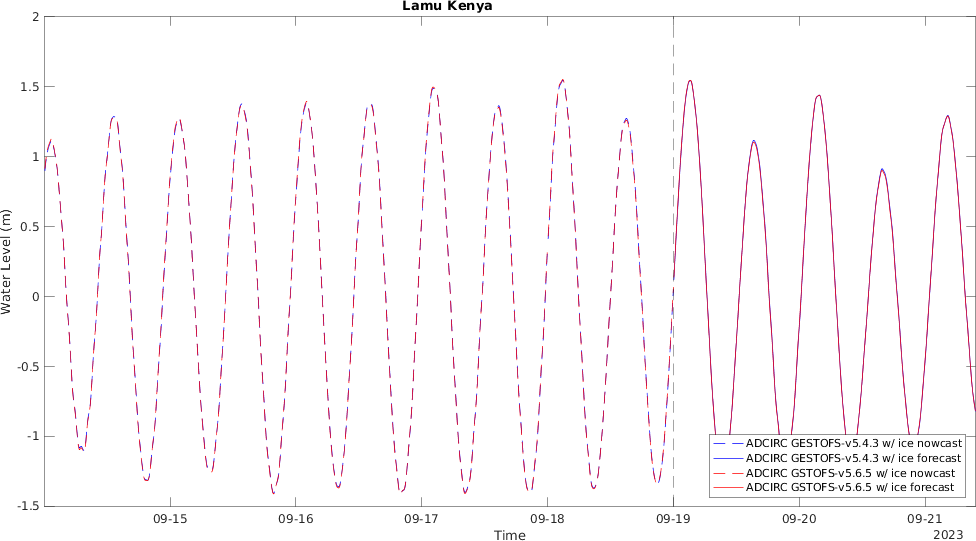 Lamu Kenya
2
1.5
1
0.5
0
-0.5
-1
-1.5
Water Level (m)
09-15 09-16 09-17 09-18 09-19 09-20 09-21
Time
2023
ADCIRC GESTOFS-v5.4.3 w/ ice nowcast
ADCIRC GESTOFS-v5.4.3 w/ ice forecast
ADCIRC GSTOFS-v5.6.5 w/ ice nowcast
ADCIRC GSTOFS-v5.6.5 w/ ice forecast